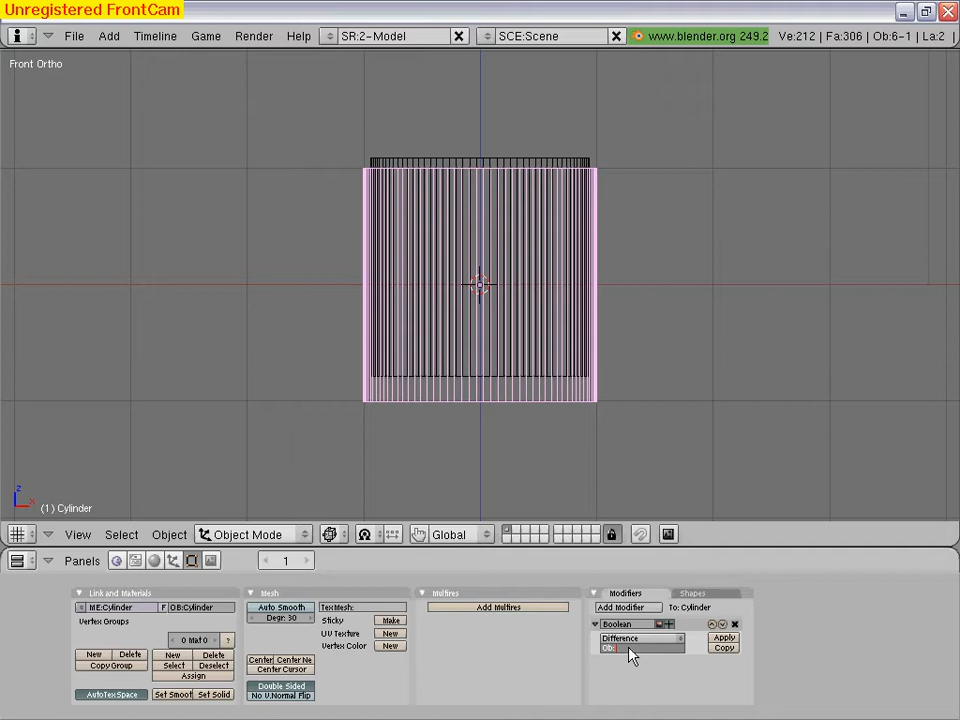 Unregistered FrontCam
File Add Timeline Game Render Help SR:2-Model SCE:Scene www.blender.org 249.2 Ve:212 | Fa:306 | Ob:6-1 | La:2 |
Front Ortho
z
x
(1) Cylinder
View Select Object Object Mode Global
Panels 1
Link and Materials Mesh Multires Modifiers Shapes
ME:Cylinder F OB:Cylinder Auto Smooth TexMesh: Add Multires Add Modifier To: Cylinder
Vertex Groups Degr: 30 Sticky Make Boolean
UV Texture New Difference Apply
0 Mat 0 ? Vertex Color New Ob: Copy
New Delete New Delete Center Center Ne
Copy Group Select Deselect Center Cursor
Assign Double Sided
AutoTexSpace Set Smoot Set Solid No V.Normal Flip